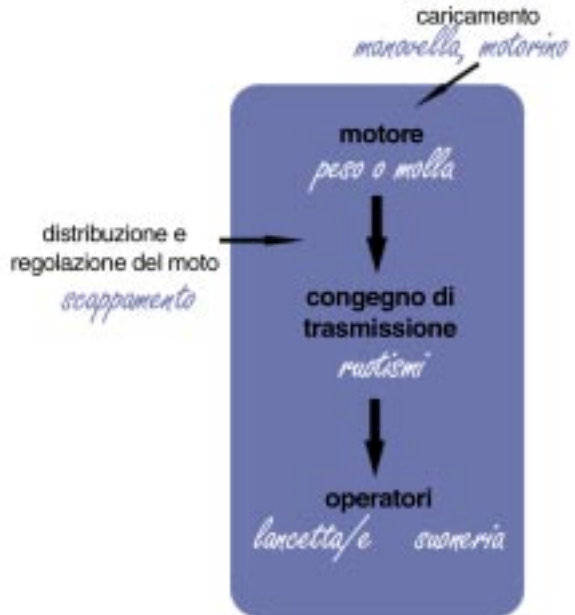 caricamento
manovella, motorino
motore
peso o molla
distribuzione e
regolazione del moto
scappamento
congegno di
trasmissione
ruotismi
operatori
lancetta/e suoneria